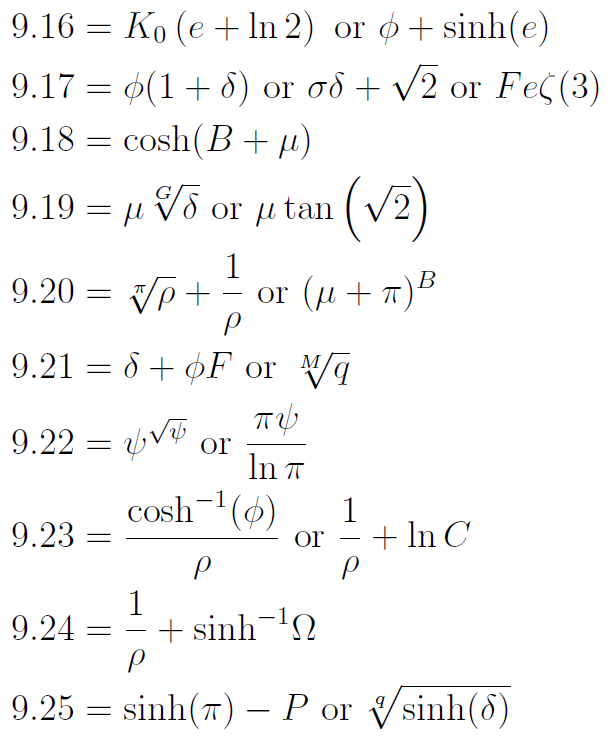 9.16 = K₀ (e + ln 2) or ϕ + sinh(e)
9.17 = ϕ(1 + δ) or σδ + √2 or Feζ(3)
9.18 = cosh(B + μ)
9.19 = μ ᴳ√δ or μ tan (√2)
9.20 = ^π√ρ + 1/ρ or (μ + π)^B
9.21 = δ + ϕF or ᴹ√q
9.22 = ψ^√ψ or πψ/ln π
9.23 = cosh⁻¹(ϕ)/ρ or 1/ρ + ln C
9.24 = 1/ρ + sinh⁻¹Ω
9.25 = sinh(π) − P or ^q√sinh(δ)